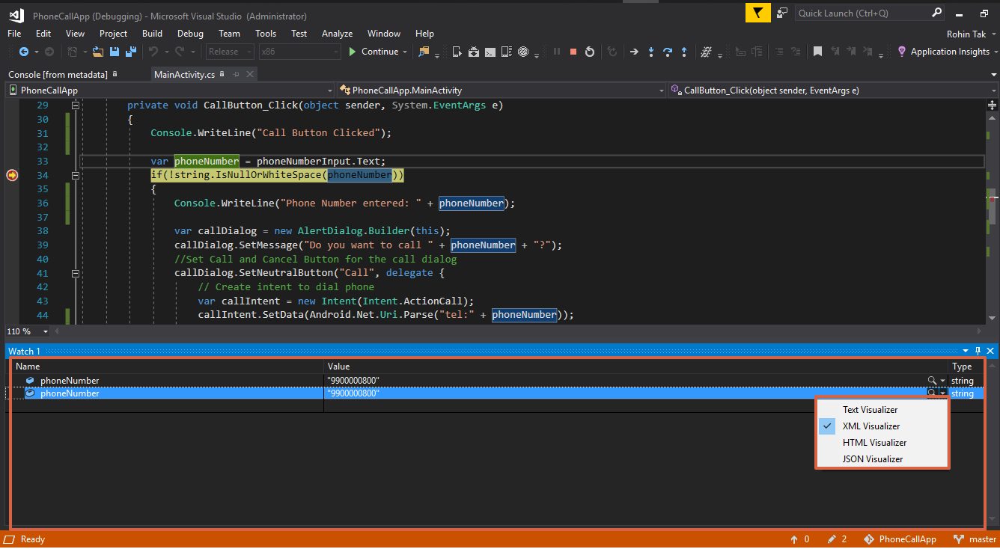 PhoneCallApp (Debugging) - Microsoft Visual Studio (Administrator)
Quick Launch (Ctrl+Q)
File Edit View Project Build Debug Team Tools Test Analyze Window Help
Rohin Tak
Release x86 Continue Application Insights
Console [from metadata] MainActivity.cs
PhoneCallApp PhoneCallApp.MainActivity CallButton_Click(object sender, EventArgs e)
29 private void CallButton_Click(object sender, System.EventArgs e)
30 {
31 Console.WriteLine("Call Button Clicked");
32
33 var phoneNumber = phoneNumberInput.Text;
34 if(!string.IsNullOrWhiteSpace(phoneNumber))
35 {
36 Console.WriteLine("Phone Number entered: " + phoneNumber);
37
38 var callDialog = new AlertDialog.Builder(this);
39 callDialog.SetMessage("Do you want to call " + phoneNumber + "?");
40 //Set Call and Cancel Button for the call dialog
41 callDialog.SetNeutralButton("Call", delegate {
42 // Create intent to dial phone
43 var callIntent = new Intent(Intent.ActionCall);
44 callIntent.SetData(Android.Net.Uri.Parse("tel:" + phoneNumber));
110 %
Watch 1
Name Value Type
phoneNumber "9900000800" string
phoneNumber "9900000800" string
Text Visualizer
XML Visualizer
HTML Visualizer
JSON Visualizer
Ready 0 2 PhoneCallApp master